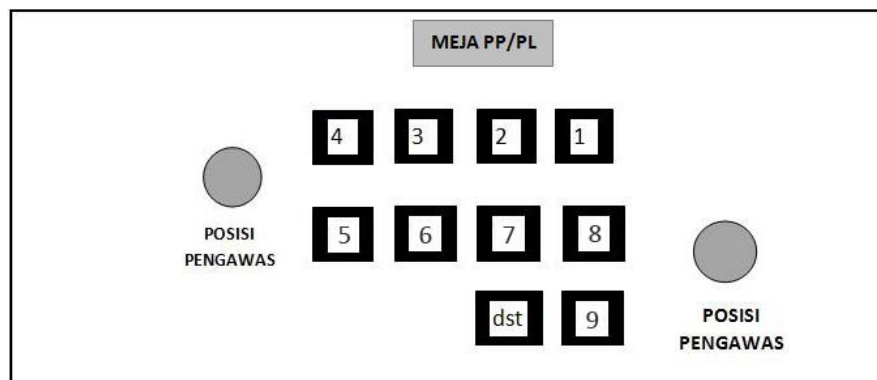 MEJA PP/PL
4 3 2 1
POSISI
PENGAWAS
5 6 7 8
dst 9
POSISI
PENGAWAS